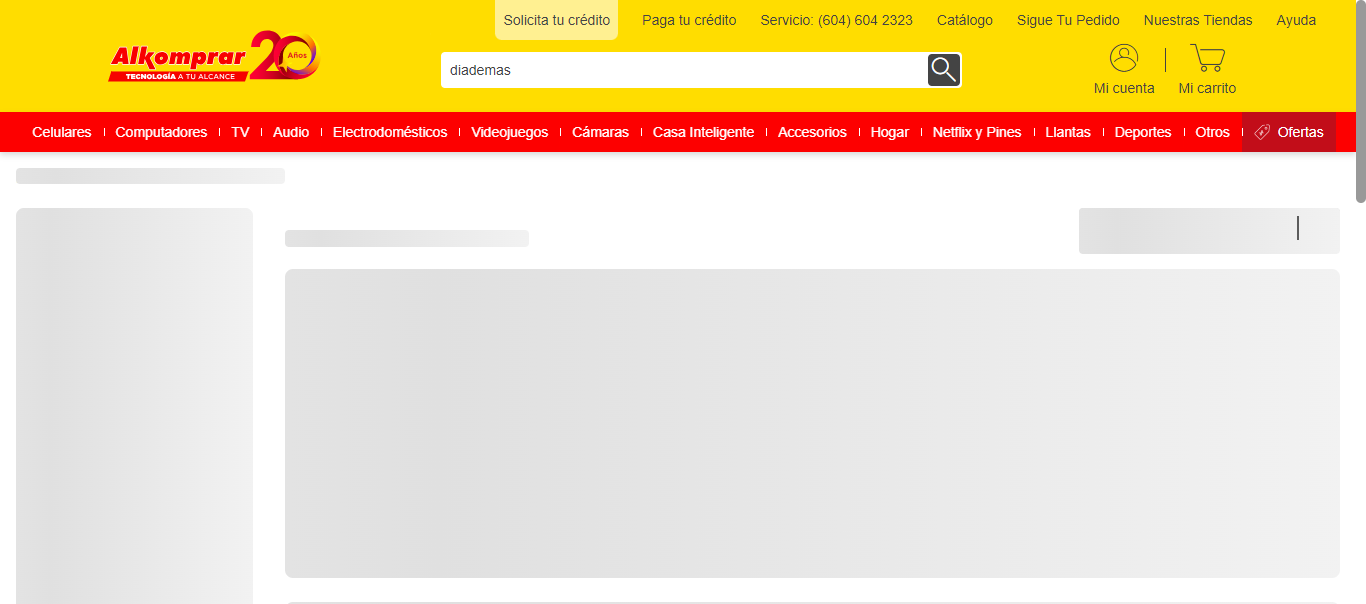 Solicita tu crédito Paga tu crédito Servicio: (604) 604 2323 Catálogo Sigue Tu Pedido Nuestras Tiendas Ayuda
Alkomprar 20 Años
TECNOLOGÍA A TU ALCANCE
diademas
Mi cuenta Mi carrito
Celulares Computadores TV Audio Electrodomésticos Videojuegos Cámaras Casa Inteligente Accesorios Hogar Netflix y Pines Llantas Deportes Otros Ofertas